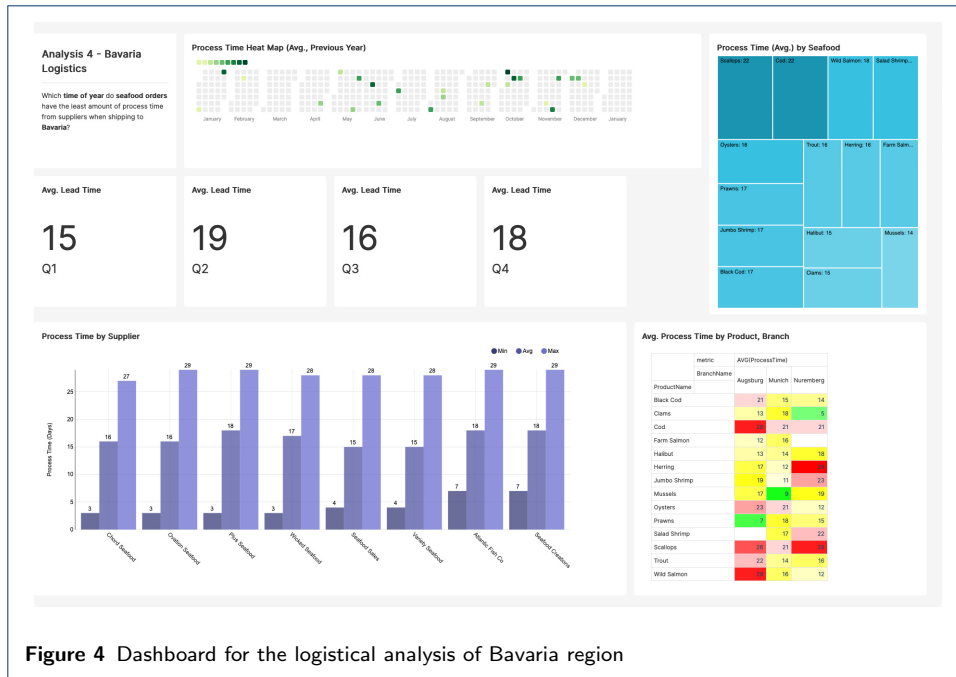 Analysis 4 - Bavaria
Logistics
Which time of year do seafood orders
have the least amount of process time
from suppliers when shipping to
Bavaria?
Process Time Heat Map (Avg., Previous Year)
January February March April May June July August September October November December January
Process Time (Avg.) by Seafood
Scallops: 22 Cod: 22 Wild Salmon: 18 Salad Shrimp...
Oysters: 18 Trout: 16 Herring: 16 Farm Salm...
Prawns: 17
Jumbo Shrimp: 17 Halibut: 15 Mussels: 14
Black Cod: 17 Clams: 15
Avg. Lead Time
15
Q1
Avg. Lead Time
19
Q2
Avg. Lead Time
16
Q3
Avg. Lead Time
18
Q4
Process Time by Supplier
Min Avg Max
Process Time (Days)
25
20
15
10
5
0
3 16 27
3 16 29
3 18 29
3 17 28
4 15 28
4 15 28
7 18 29
7 18 29
Chord Seafood
Ovation Seafood
Plus Seafood
Wicked Seafood
Seafood Sales
Variety Seafood
Atlantic Fish Co
Seafood Creations
Avg. Process Time by Product, Branch
metric AVG(ProcessTime)
BranchName Augsburg Munich Nuremberg
ProductName
Black Cod 21 15 14
Clams 13 18 5
Cod 21 21
Farm Salmon 12 16
Halibut 13 14 18
Herring 17 12
Jumbo Shrimp 19 11 23
Mussels 17 9 19
Oysters 23 21 12
Prawns 7 18 15
Salad Shrimp 17 22
Scallops 26 21
Trout 22 14 16
Wild Salmon 16 12
Figure 4 Dashboard for the logistical analysis of Bavaria region